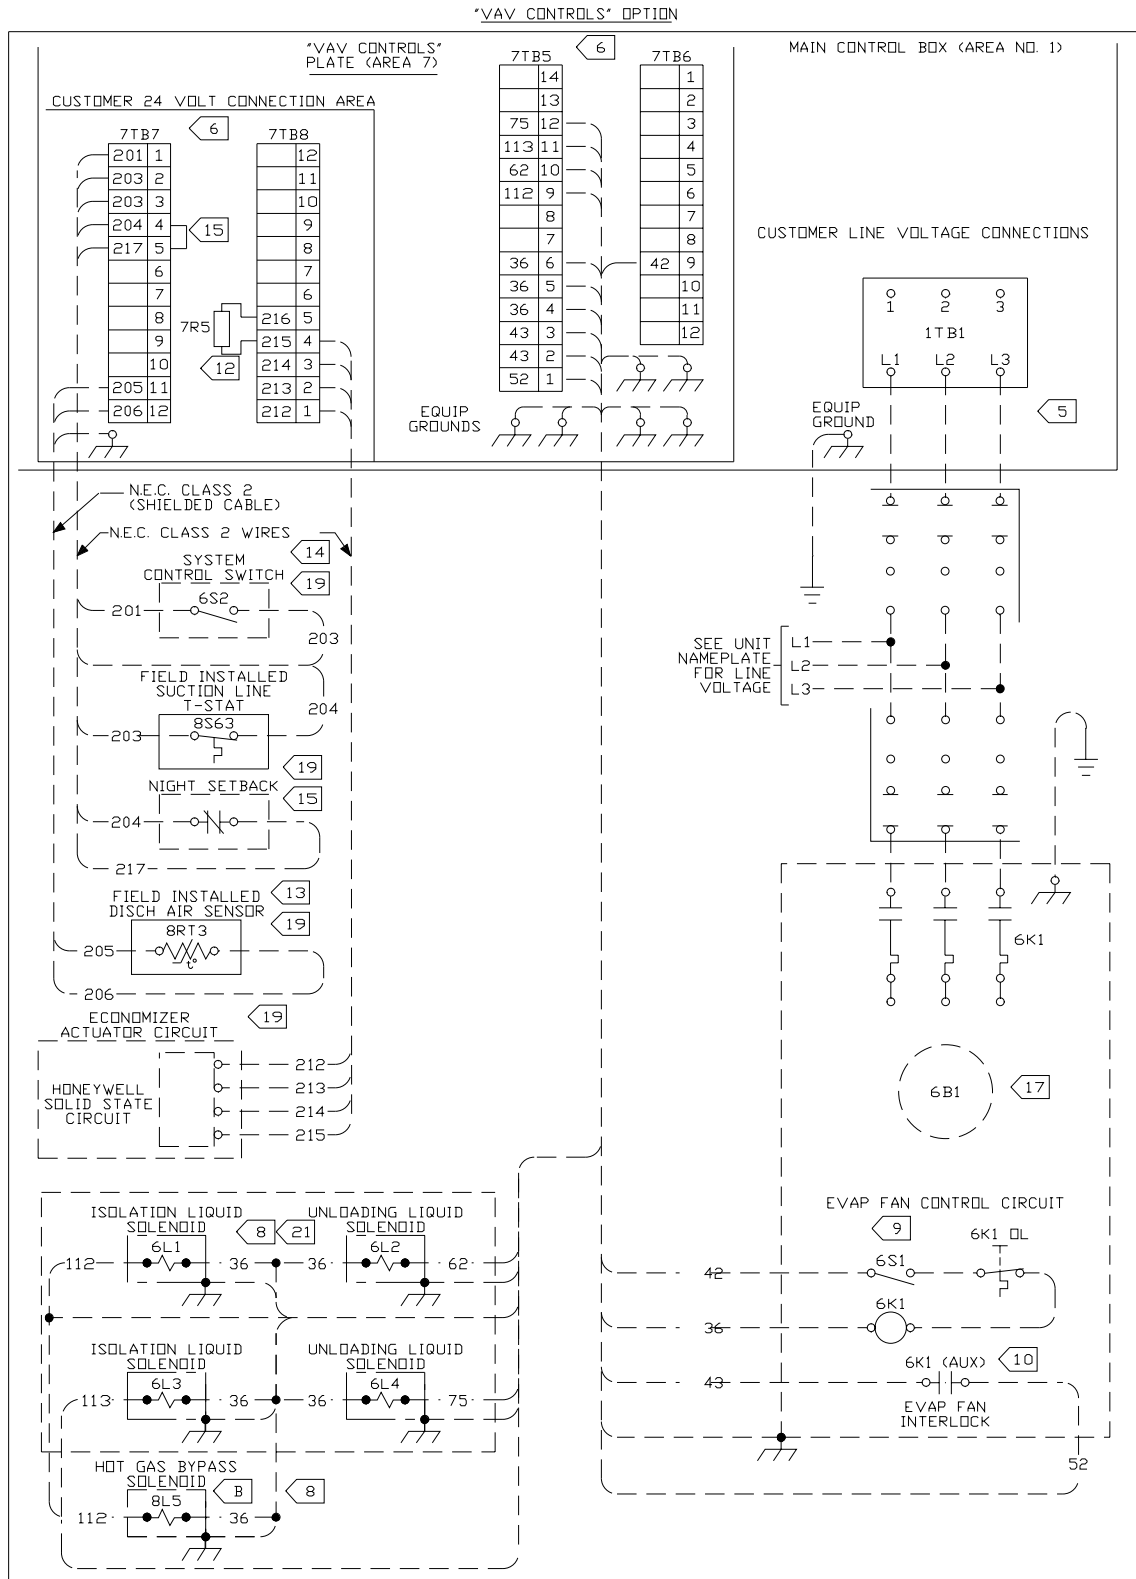 "VAV CONTROLS" OPTION
"VAV CONTROLS"
PLATE (AREA 7)
7TB5
6
7TB6
MAIN CONTROL BOX (AREA NO. 1)
CUSTOMER 24 VOLT CONNECTION AREA
7TB7
6
7TB8
201 1
203 2
203 3
204 4
217 5
6
7
8
9
10
205 11
206 12
15
12
11
10
9
8
7
6
216 5
215 4
214 3
213 2
212 1
7R5
12
14
13
75 12
113 11
62 10
112 9
8
7
36 6
36 5
36 4
43 3
43 2
52 1
1
2
3
4
5
6
7
8
42 9
10
11
12
EQUIP
GROUNDS
CUSTOMER LINE VOLTAGE CONNECTIONS
1 2 3
1TB1
L1 L2 L3
5
EQUIP
GROUND
N.E.C. CLASS 2
(SHIELDED CABLE)
N.E.C. CLASS 2 WIRES
14
SYSTEM
CONTROL SWITCH
19
6S2
201
203
FIELD INSTALLED
SUCTION LINE
T-STAT
204
8S63
203
19
NIGHT SETBACK
15
204
217
FIELD INSTALLED
DISCH AIR SENSOR
13
19
8RT3
t°
205
206
ECONOMIZER
ACTUATOR CIRCUIT
19
HONEYWELL
SOLID STATE
CIRCUIT
212
213
214
215
SEE UNIT
NAMEPLATE
FOR LINE
VOLTAGE
L1
L2
L3
6K1
6B1
17
ISOLATION LIQUID
SOLENOID
8
21
UNLOADING LIQUID
SOLENOID
112
6L1
36
36
6L2
62
ISOLATION LIQUID
SOLENOID
UNLOADING LIQUID
SOLENOID
113
6L3
36
36
6L4
75
HOT GAS BYPASS
SOLENOID
B
8
112
8L5
36
EVAP FAN CONTROL CIRCUIT
9
6K1 OL
42
6S1
6K1
36
6K1 (AUX)
10
43
EVAP FAN
INTERLOCK
52